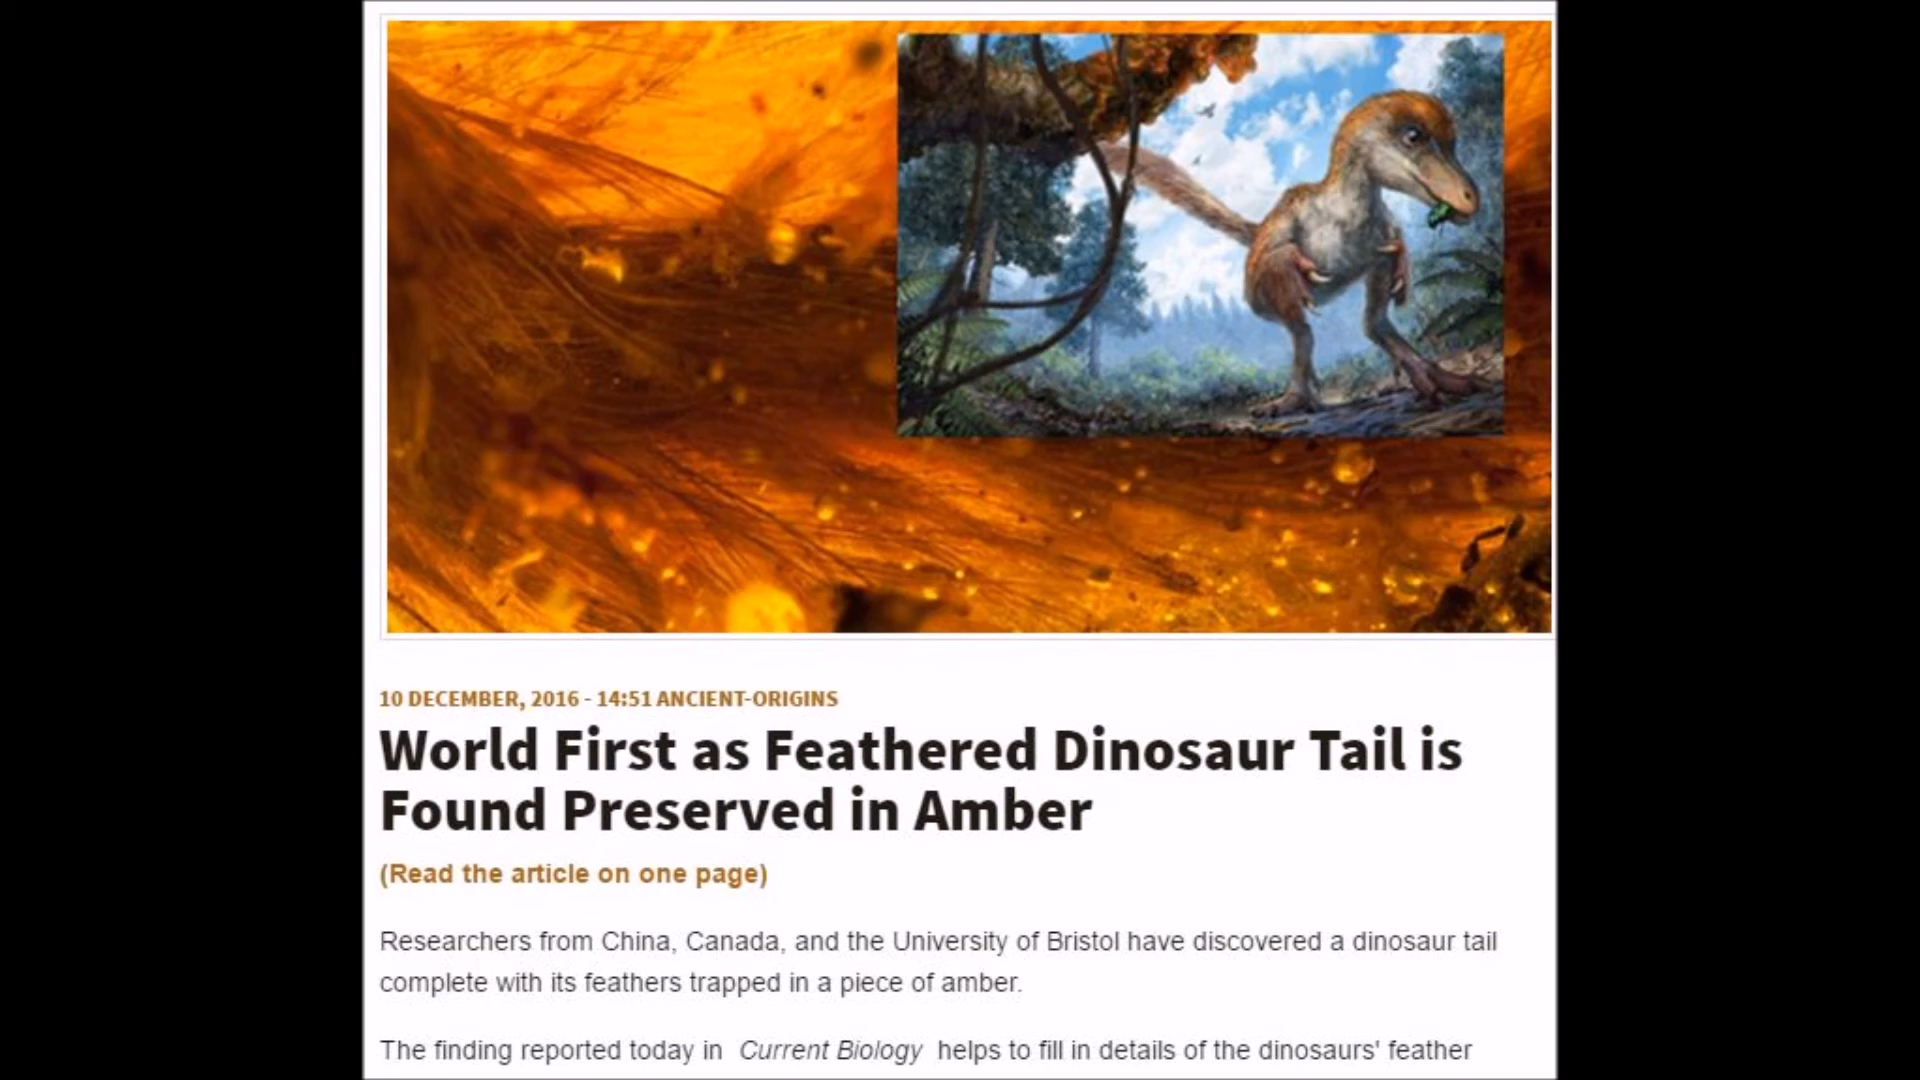 10 DECEMBER, 2016 - 14:51 ANCIENT-ORIGINS
World First as Feathered Dinosaur Tail is
Found Preserved in Amber
(Read the article on one page)
Researchers from China, Canada, and the University of Bristol have discovered a dinosaur tail
complete with its feathers trapped in a piece of amber.
The finding reported today in Current Biology helps to fill in details of the dinosaurs' feather